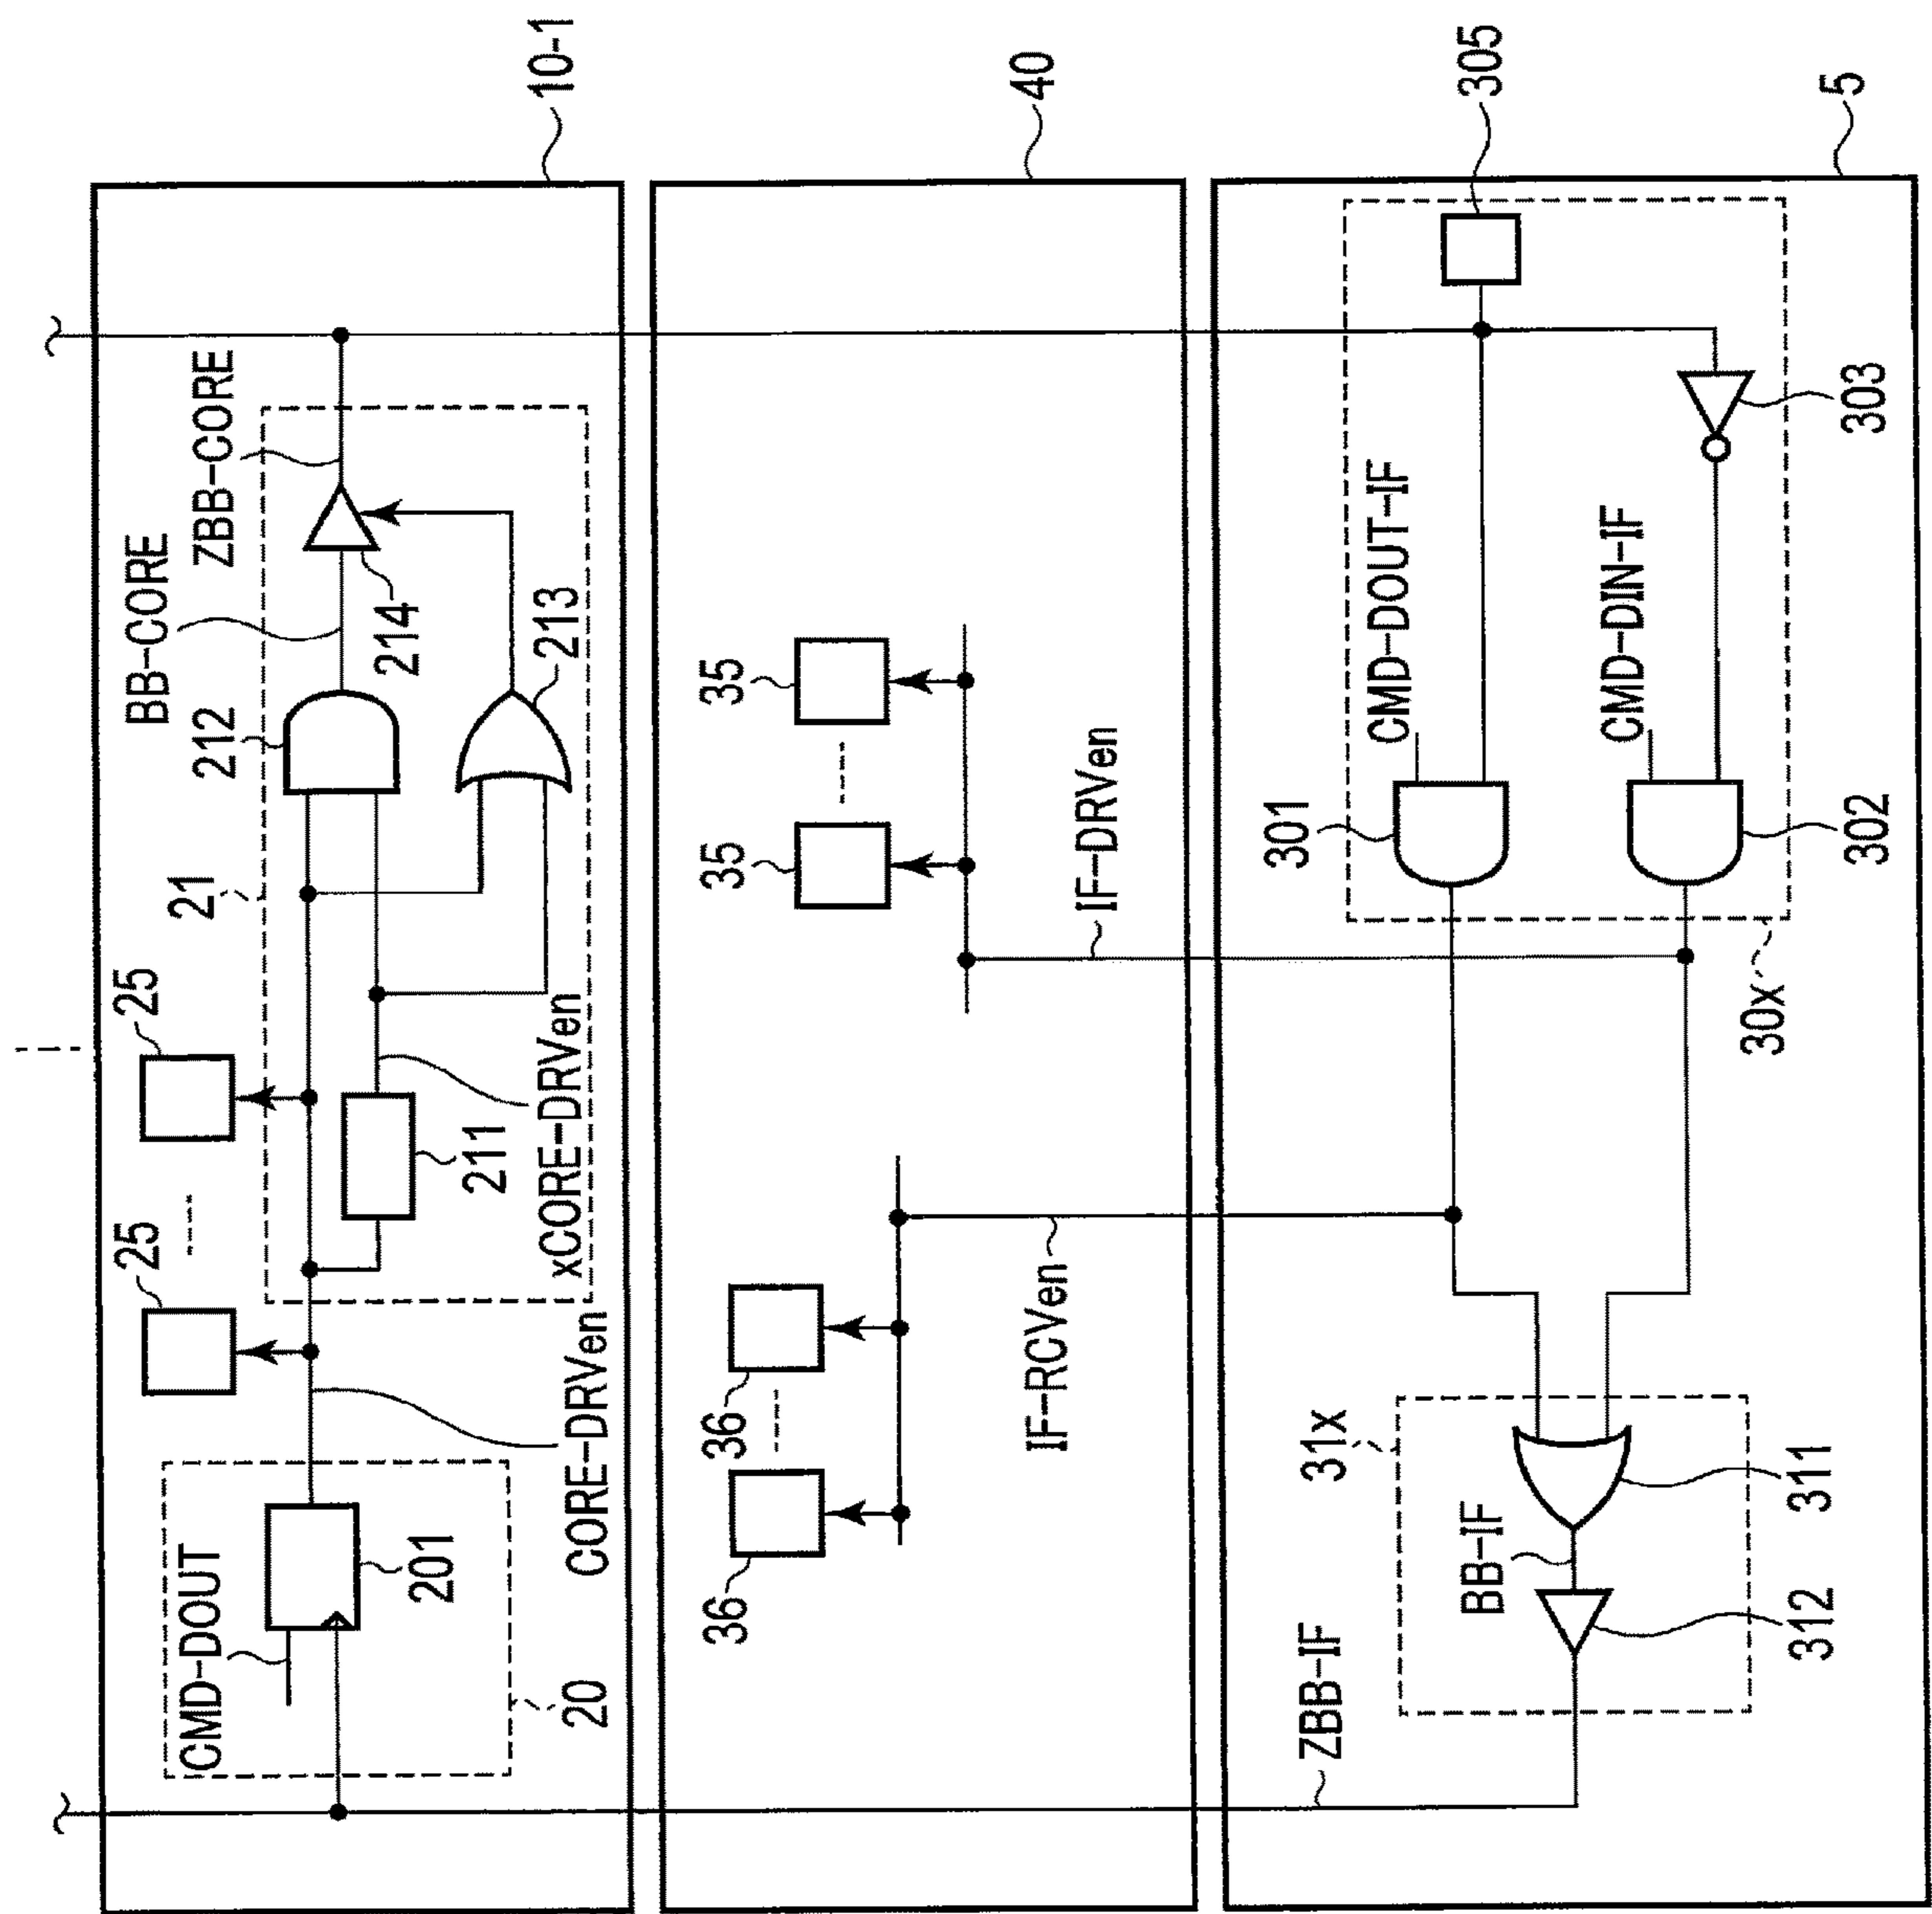 10-1
ZBB-CORE
BB-CORE
214
213
212
21
25
25
211
xCORE-DRVen
CORE-DRVen
CMD-DOUT
201
20
40
35
35
IF-DRVen
IF-RCVen
36
36
5
305
303
CMD-DOUT-IF
CMD-DIN-IF
301
302
30x
31x
311
BB-IF
312
ZBB-IF